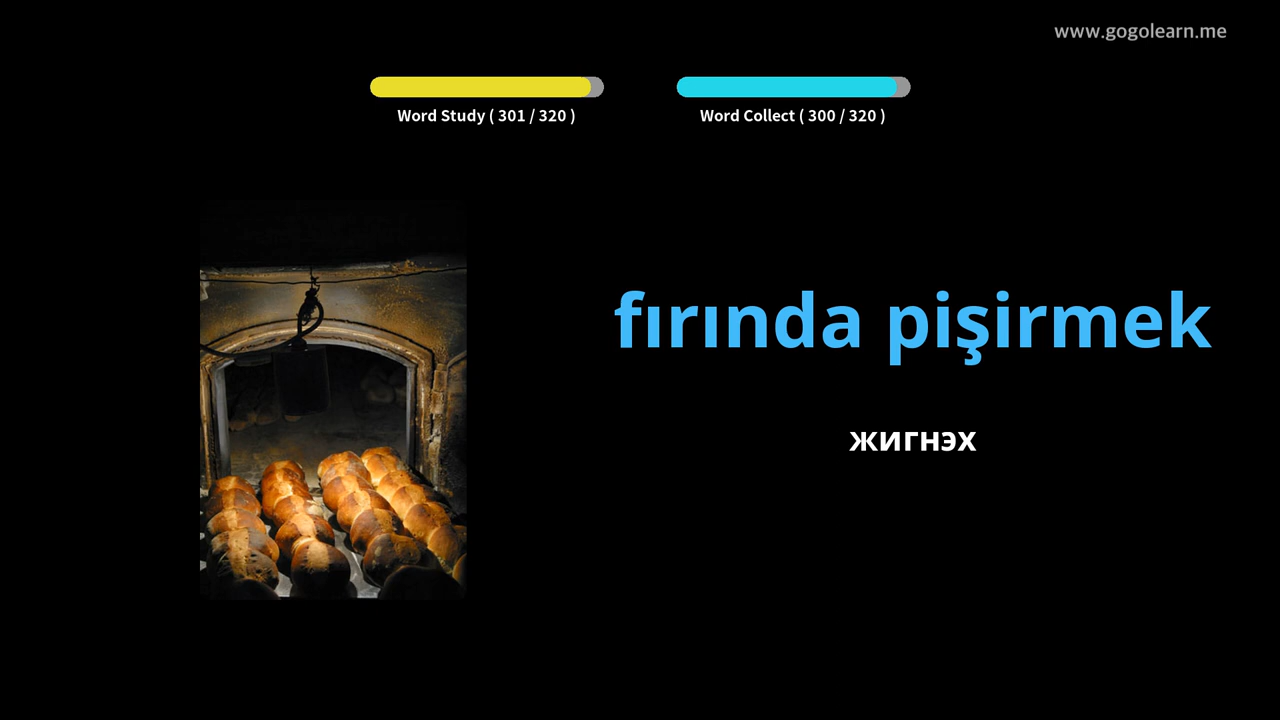 www.gogolearn.me
Word Study ( 301 / 320 )
Word Collect ( 300 / 320 )
fırında pişirmek
жигнэх